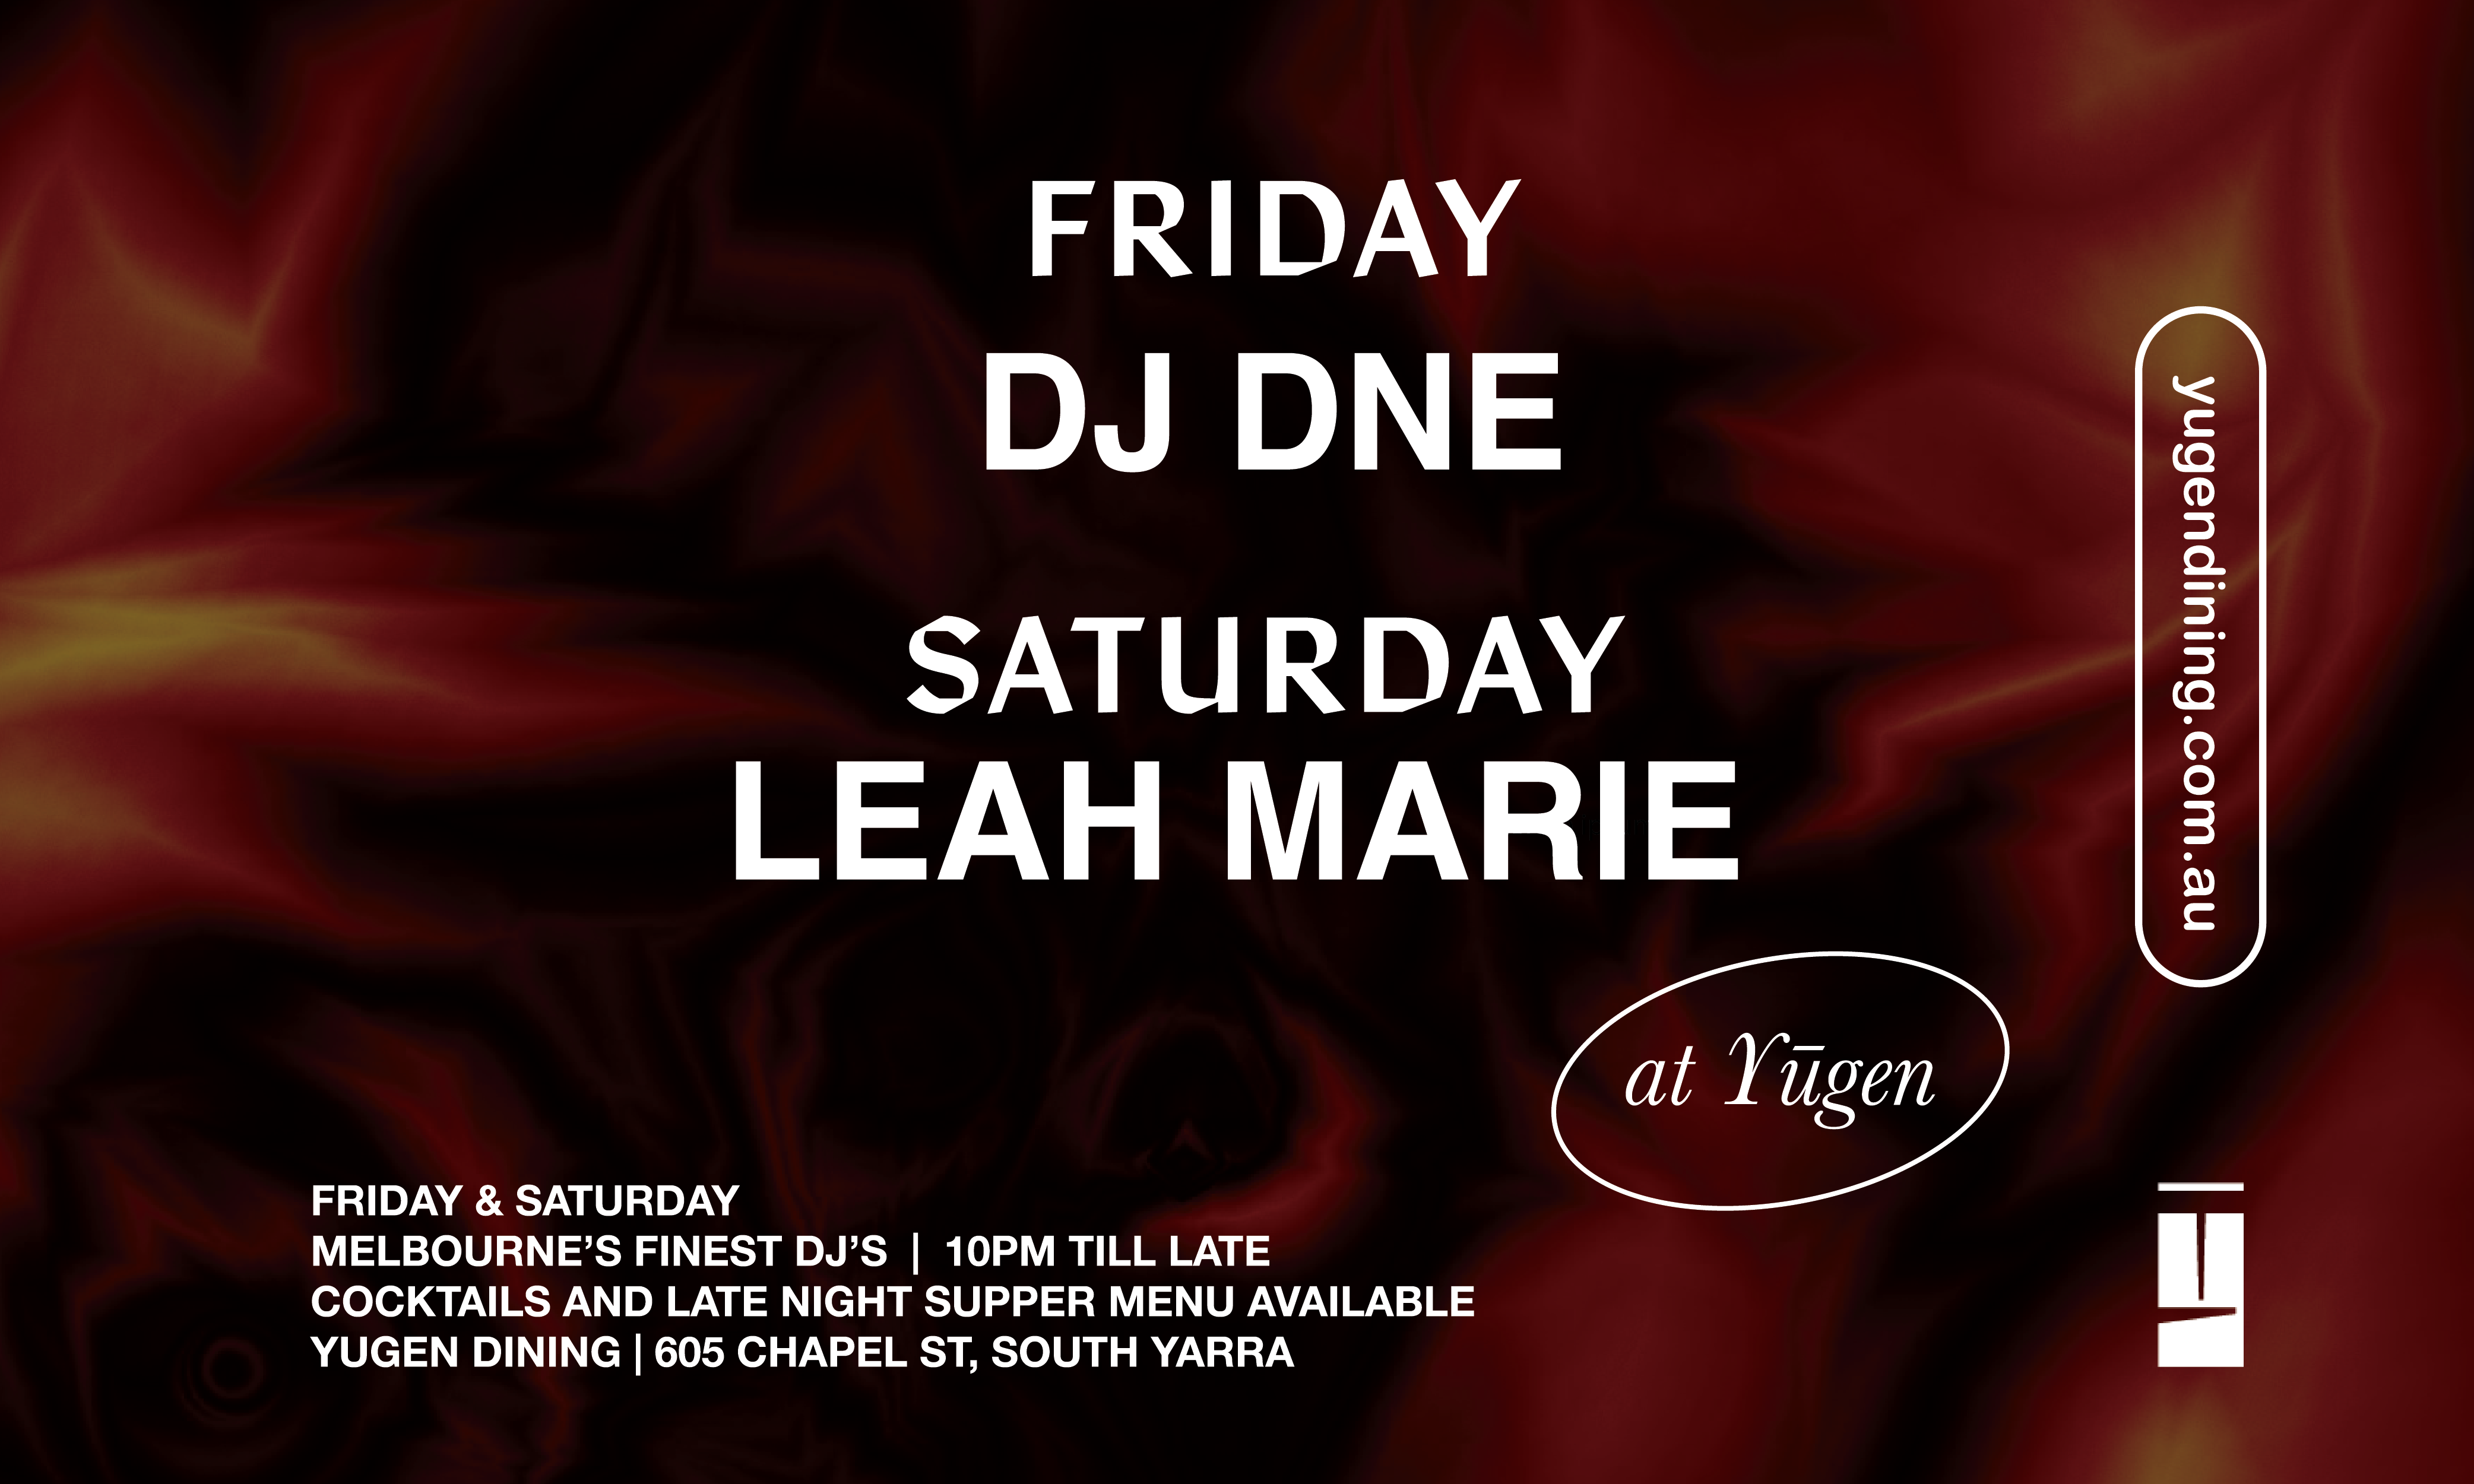 FRIDAY
DJ DNE
SATURDAY
LEAH MARIE
yugendining.com.au
at Yūgen
FRIDAY & SATURDAY
MELBOURNE’S FINEST DJ’S | 10PM TILL LATE
COCKTAILS AND LATE NIGHT SUPPER MENU AVAILABLE
YUGEN DINING | 605 CHAPEL ST, SOUTH YARRA